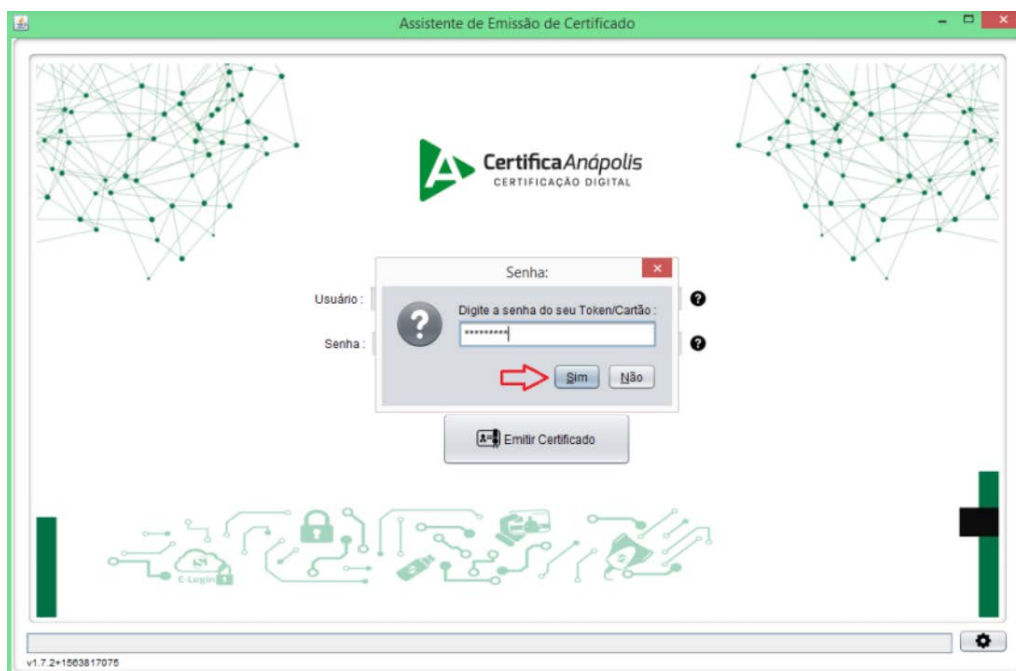 Assistente de Emissão de Certificado
CertificaAnápolis
CERTIFICAÇÃO DIGITAL
Senha:
Usuário :
Digite a senha do seu Token/Cartão :
*********
Senha :
Sim
Não
Emitir Certificado
E-Login
v1.7.2+1563817075